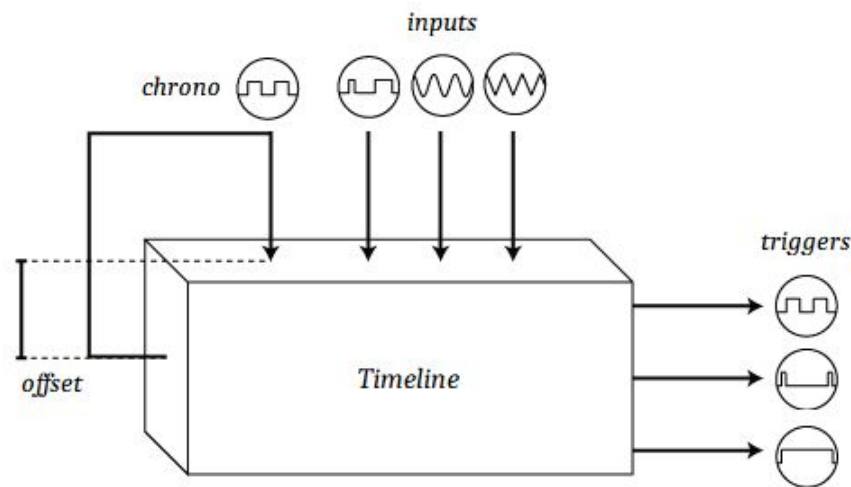 inputs
chrono
triggers
offset
Timeline